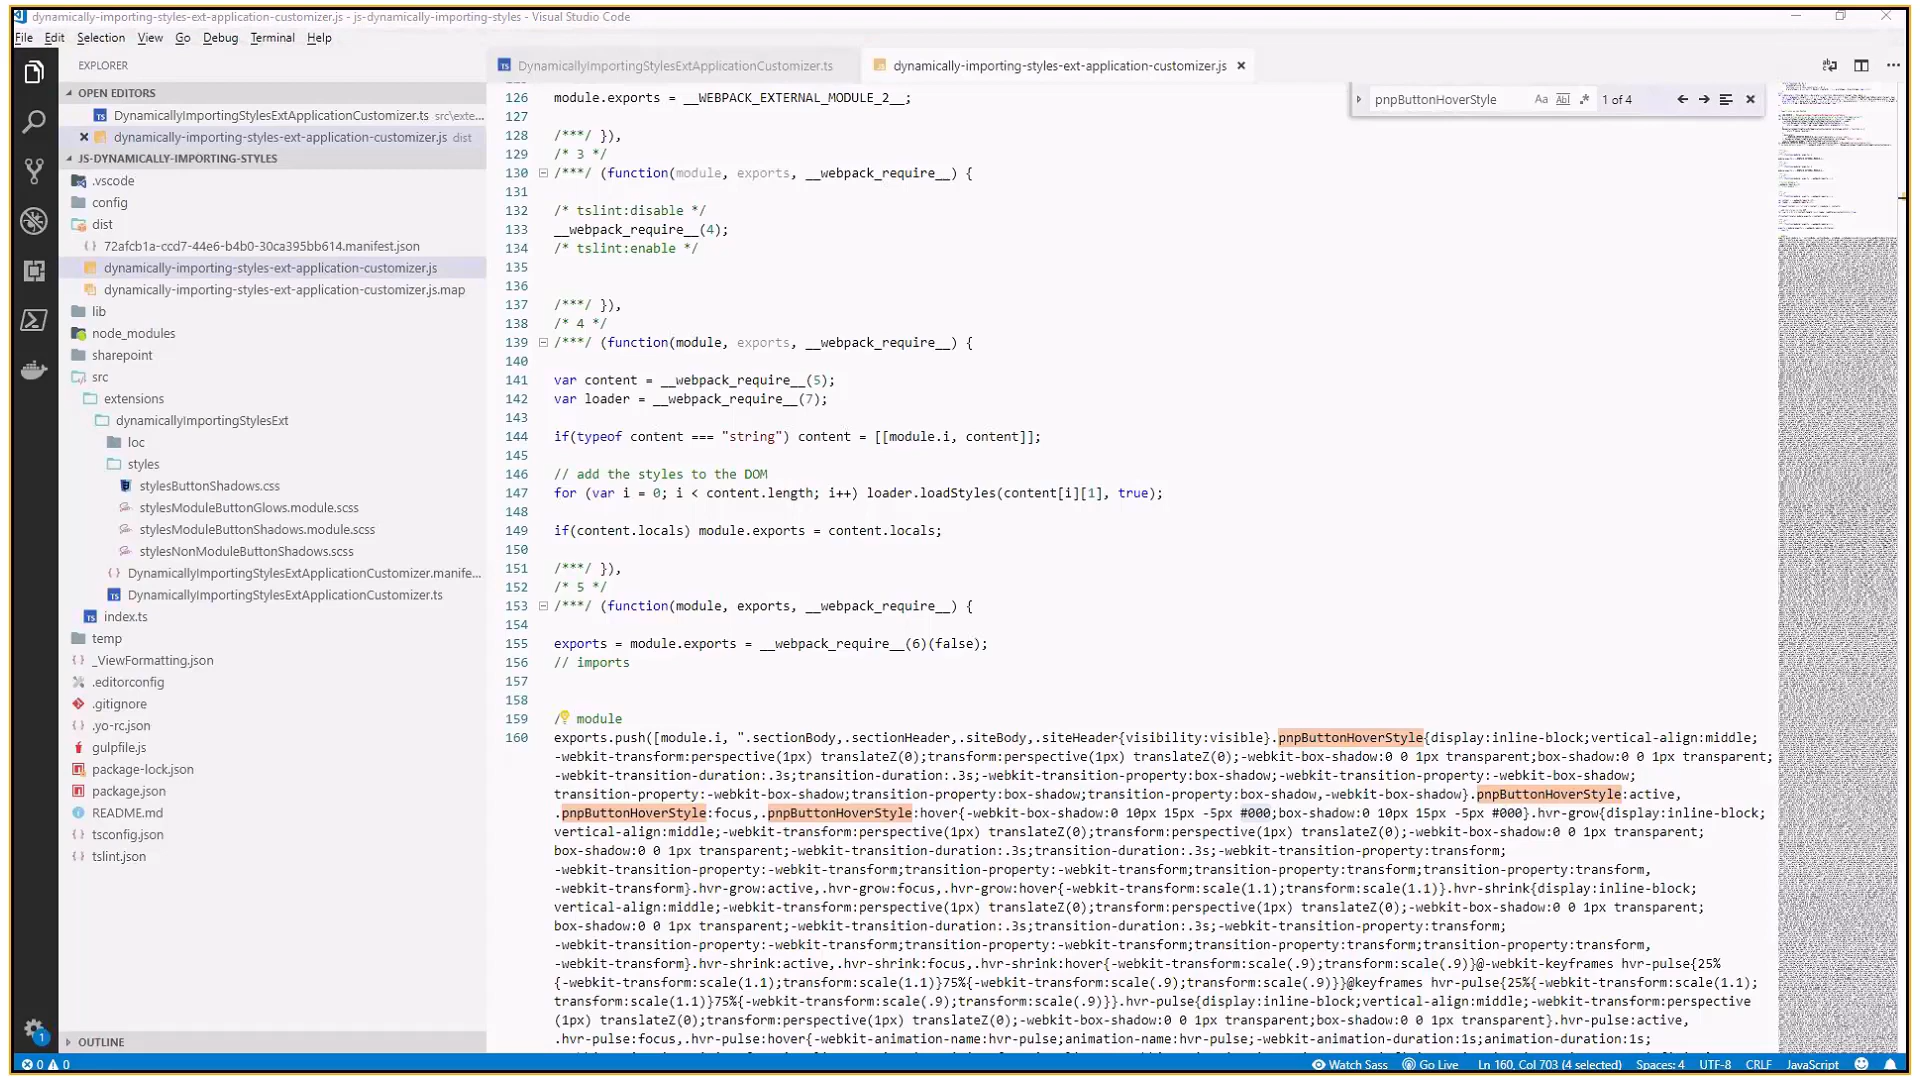 dynamically-importing-styles-ext-application-customizer.js - js-dynamically-importing-styles - Visual Studio Code
File Edit Selection View Go Debug Terminal Help
EXPLORER
OPEN EDITORS
DynamicallyImportingStylesExtApplicationCustomizer.ts src\exte...
dynamically-importing-styles-ext-application-customizer.js dist
JS-DYNAMICALLY-IMPORTING-STYLES
.vscode
config
dist
72afcb1a-ccd7-44e6-b4b0-30ca395bb614.manifest.json
dynamically-importing-styles-ext-application-customizer.js
dynamically-importing-styles-ext-application-customizer.js.map
lib
node_modules
sharepoint
src
extensions
dynamicallyImportingStylesExt
loc
styles
stylesButtonShadows.css
stylesModuleButtonGlows.module.scss
stylesModuleButtonShadows.module.scss
stylesNonModuleButtonShadows.scss
DynamicallyImportingStylesExtApplicationCustomizer.manife...
DynamicallyImportingStylesExtApplicationCustomizer.ts
index.ts
temp
_ViewFormatting.json
.editorconfig
.gitignore
.yo-rc.json
gulpfile.js
package-lock.json
package.json
README.md
tsconfig.json
tslint.json
OUTLINE
DynamicallyImportingStylesExtApplicationCustomizer.ts
dynamically-importing-styles-ext-application-customizer.js
pnpButtonHoverStyle Aa Abl .* 1 of 4
126 module.exports = __WEBPACK_EXTERNAL_MODULE_2__;
127
128 /***/ }),
129 /* 3 */
130 /***/ (function(module, exports, __webpack_require__) {
131
132 /* tslint:disable */
133 __webpack_require__(4);
134 /* tslint:enable */
135
136
137 /***/ }),
138 /* 4 */
139 /***/ (function(module, exports, __webpack_require__) {
140
141 var content = __webpack_require__(5);
142 var loader = __webpack_require__(7);
143
144 if(typeof content === "string") content = [[module.i, content]];
145
146 // add the styles to the DOM
147 for (var i = 0; i < content.length; i++) loader.loadStyles(content[i][1], true);
148
149 if(content.locals) module.exports = content.locals;
150
151 /***/ }),
152 /* 5 */
153 /***/ (function(module, exports, __webpack_require__) {
154
155 exports = module.exports = __webpack_require__(6)(false);
156 // imports
157
158
159 / module
160 exports.push([module.i, ".sectionBody,.sectionHeader,.siteBody,.siteHeader{visibility:visible}.pnpButtonHoverStyle{display:inline-block;vertical-align:middle;
-webkit-transform:perspective(1px) translateZ(0);transform:perspective(1px) translateZ(0);-webkit-box-shadow:0 0 1px transparent;box-shadow:0 0 1px transparent;
-webkit-transition-duration:.3s;transition-duration:.3s;-webkit-transition-property:box-shadow;-webkit-transition-property:-webkit-box-shadow;
transition-property:-webkit-box-shadow;transition-property:box-shadow;transition-property:box-shadow,-webkit-box-shadow}.pnpButtonHoverStyle:active,
.pnpButtonHoverStyle:focus,.pnpButtonHoverStyle:hover{-webkit-box-shadow:0 10px 15px -5px #000;box-shadow:0 10px 15px -5px #000}.hvr-grow{display:inline-block;
vertical-align:middle;-webkit-transform:perspective(1px) translateZ(0);transform:perspective(1px) translateZ(0);-webkit-box-shadow:0 0 1px transparent;
box-shadow:0 0 1px transparent;-webkit-transition-duration:.3s;transition-duration:.3s;-webkit-transition-property:transform;
-webkit-transition-property:-webkit-transform;transition-property:-webkit-transform;transition-property:transform;transition-property:transform,
-webkit-transform}.hvr-grow:active,.hvr-grow:focus,.hvr-grow:hover{-webkit-transform:scale(1.1);transform:scale(1.1)}.hvr-shrink{display:inline-block;
vertical-align:middle;-webkit-transform:perspective(1px) translateZ(0);transform:perspective(1px) translateZ(0);-webkit-box-shadow:0 0 1px transparent;
box-shadow:0 0 1px transparent;-webkit-transition-duration:.3s;transition-duration:.3s;-webkit-transition-property:transform;
-webkit-transition-property:-webkit-transform;transition-property:-webkit-transform;transition-property:transform;transition-property:transform,
-webkit-transform}.hvr-shrink:active,.hvr-shrink:focus,.hvr-shrink:hover{-webkit-transform:scale(.9);transform:scale(.9)}@-webkit-keyframes hvr-pulse{25%
{-webkit-transform:scale(1.1);transform:scale(1.1)}75%{-webkit-transform:scale(.9);transform:scale(.9)}}@keyframes hvr-pulse{25%{-webkit-transform:scale(1.1);
transform:scale(1.1)}75%{-webkit-transform:scale(.9);transform:scale(.9)}}.hvr-pulse{display:inline-block;vertical-align:middle;-webkit-transform:perspective
(1px) translateZ(0);transform:perspective(1px) translateZ(0);-webkit-box-shadow:0 0 1px transparent;box-shadow:0 0 1px transparent}.hvr-pulse:active,
.hvr-pulse:focus,.hvr-pulse:hover{-webkit-animation-name:hvr-pulse;animation-name:hvr-pulse;-webkit-animation-duration:1s;animation-duration:1s;
1
0 0 Watch Sass Go Live Ln 160, Col 703 (4 selected) Spaces: 4 UTF-8 CRLF JavaScript